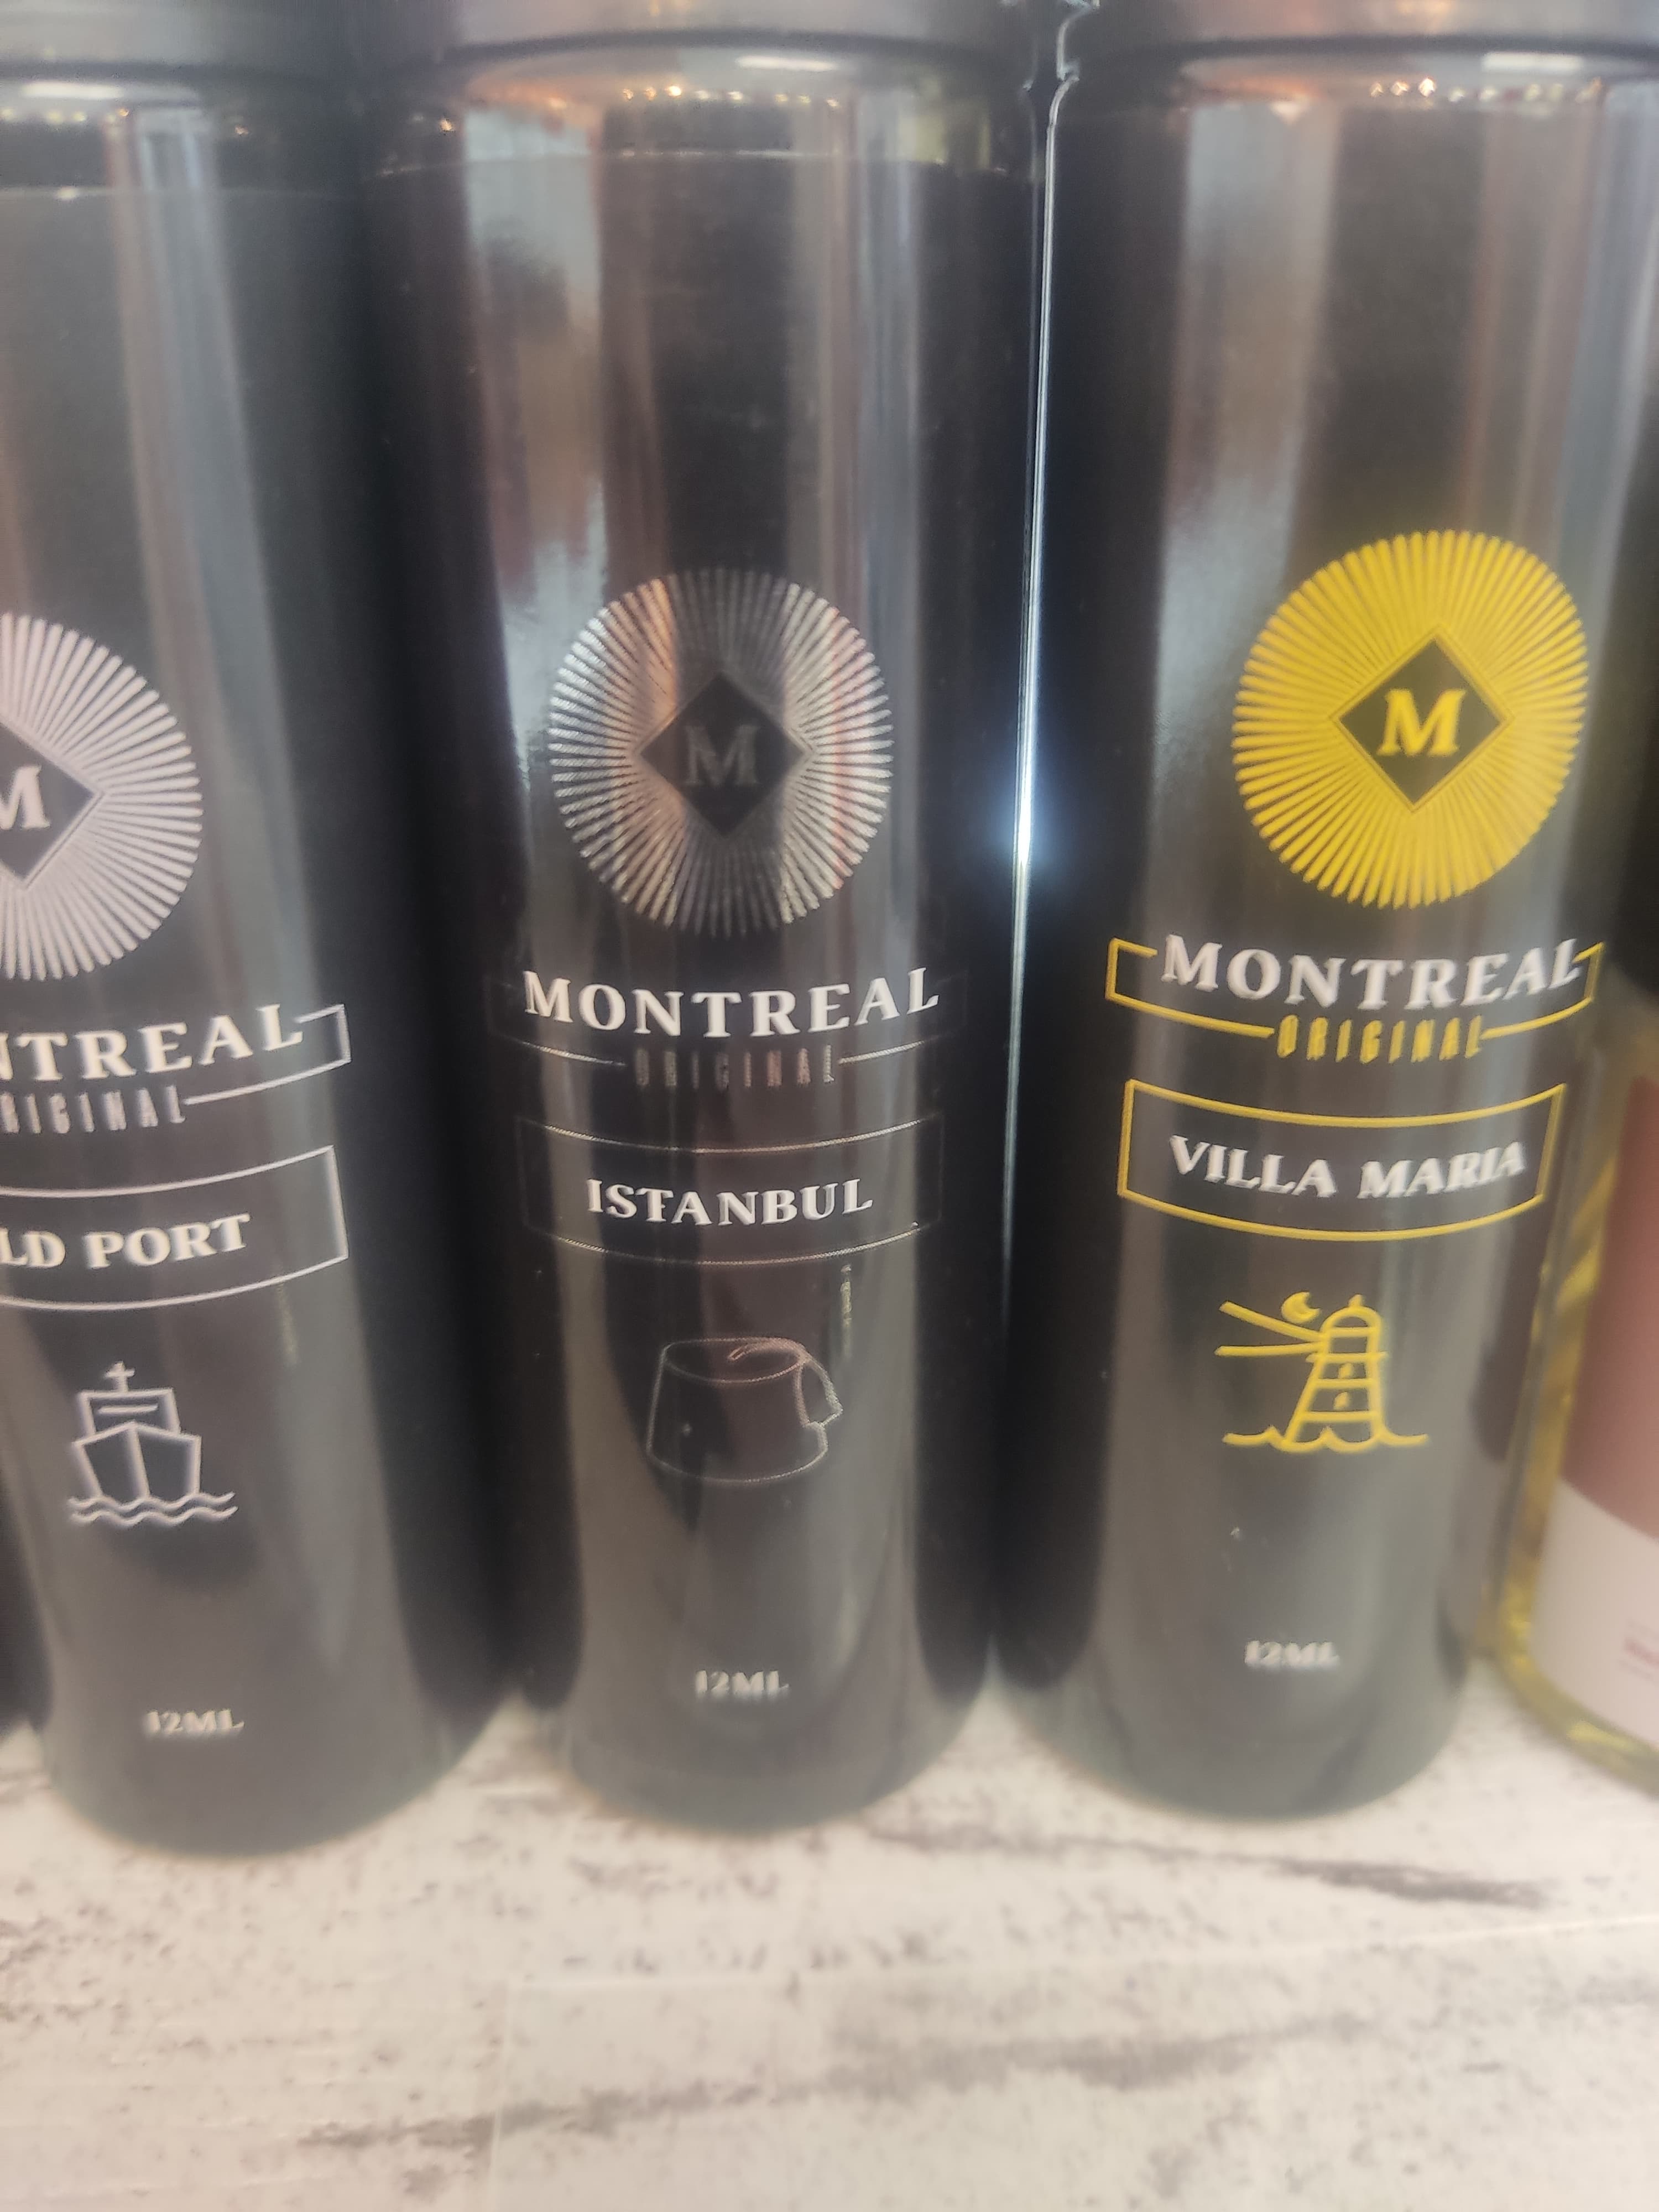 M
NTREAL
RIGINAL
LD PORT
12ML
M
MONTREAL
ORIGINAL
ISTANBUL
12ML
M
MONTREAL
ORIGINAL
VILLA MARIA
12ML